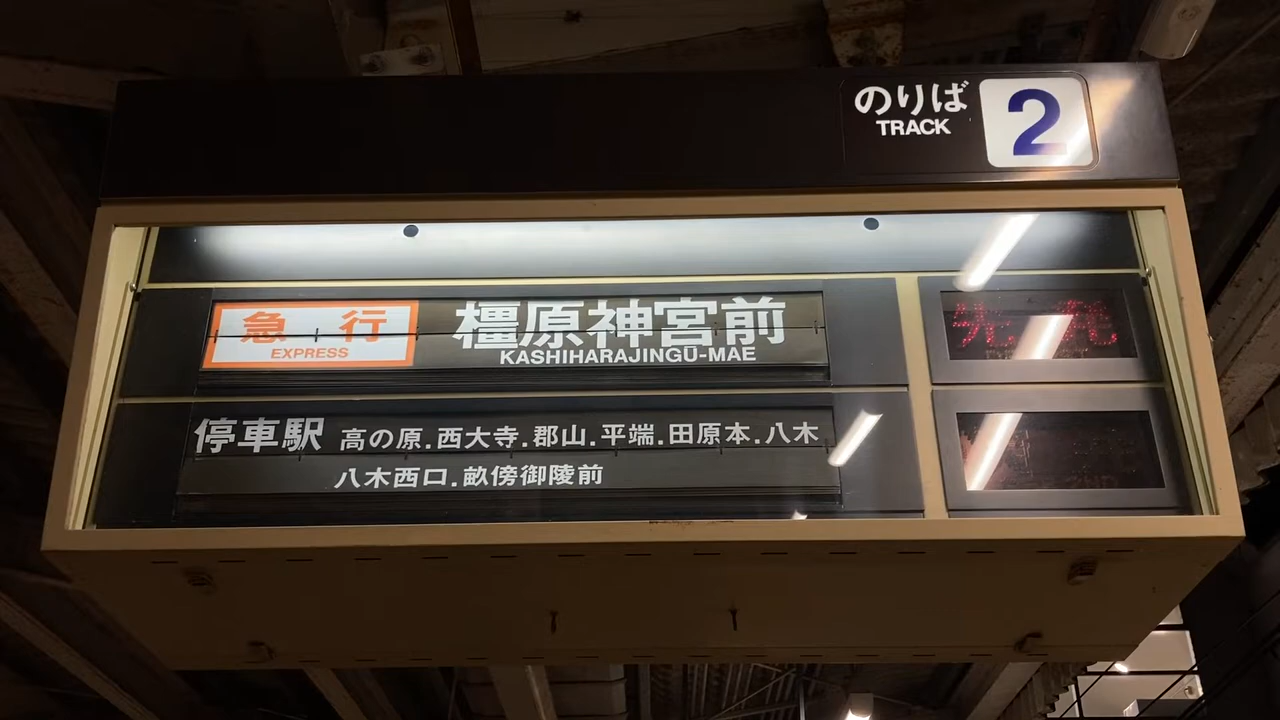 のりば
TRACK
2
急行
EXPRESS
橿原神宮前
KASHIHARAJINGŪ-MAE
先発
停車駅 高の原.西大寺.郡山.平端.田原本.八木
八木西口.畝傍御陵前